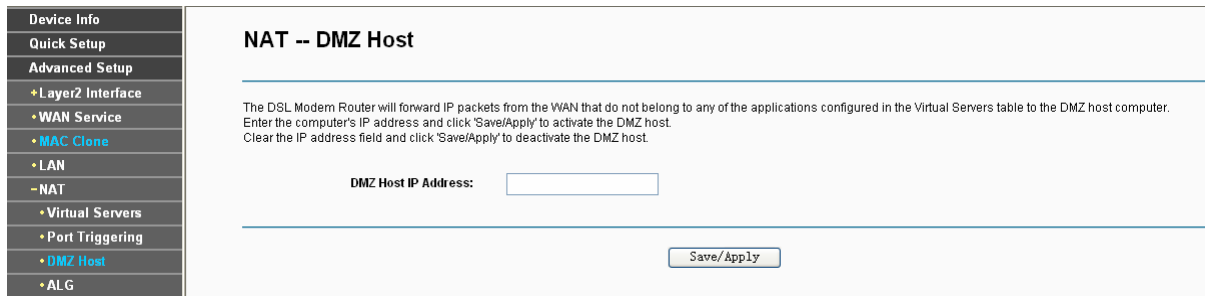 Device Info
Quick Setup
Advanced Setup
+Layer2 Interface
•WAN Service
•MAC Clone
•LAN
-NAT
•Virtual Servers
•Port Triggering
•DMZ Host
•ALG
NAT -- DMZ Host
The DSL Modem Router will forward IP packets from the WAN that do not belong to any of the applications configured in the Virtual Servers table to the DMZ host computer.
Enter the computer's IP address and click 'Save/Apply' to activate the DMZ host.
Clear the IP address field and click 'Save/Apply' to deactivate the DMZ host.
DMZ Host IP Address:
Save/Apply